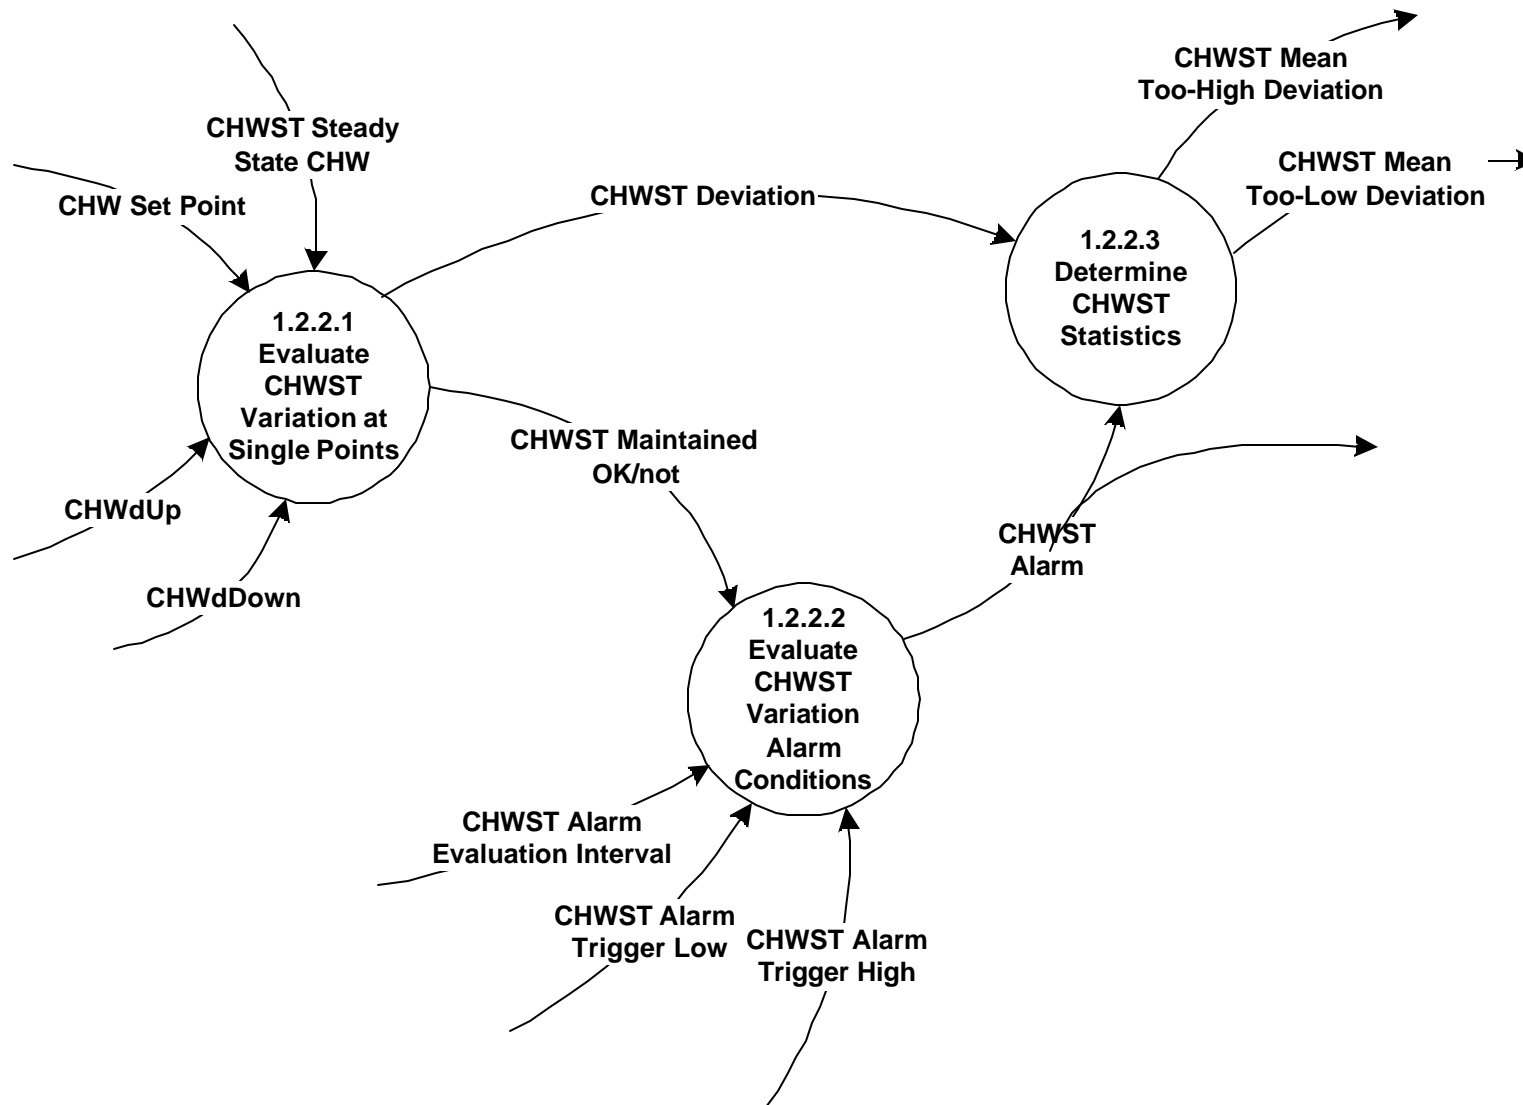 CHWST Mean
Too-High Deviation
CHWST Steady
State CHW
CHWST Mean
Too-Low Deviation
CHW Set Point
CHWST Deviation
1.2.2.3
Determine
CHWST
Statistics
1.2.2.1
Evaluate
CHWST
Variation at
Single Points
CHWST Maintained
OK/not
CHWdUp
CHWST
Alarm
CHWdDown
1.2.2.2
Evaluate
CHWST
Variation
Alarm
Conditions
CHWST Alarm
Evaluation Interval
CHWST Alarm
Trigger Low
CHWST Alarm
Trigger High